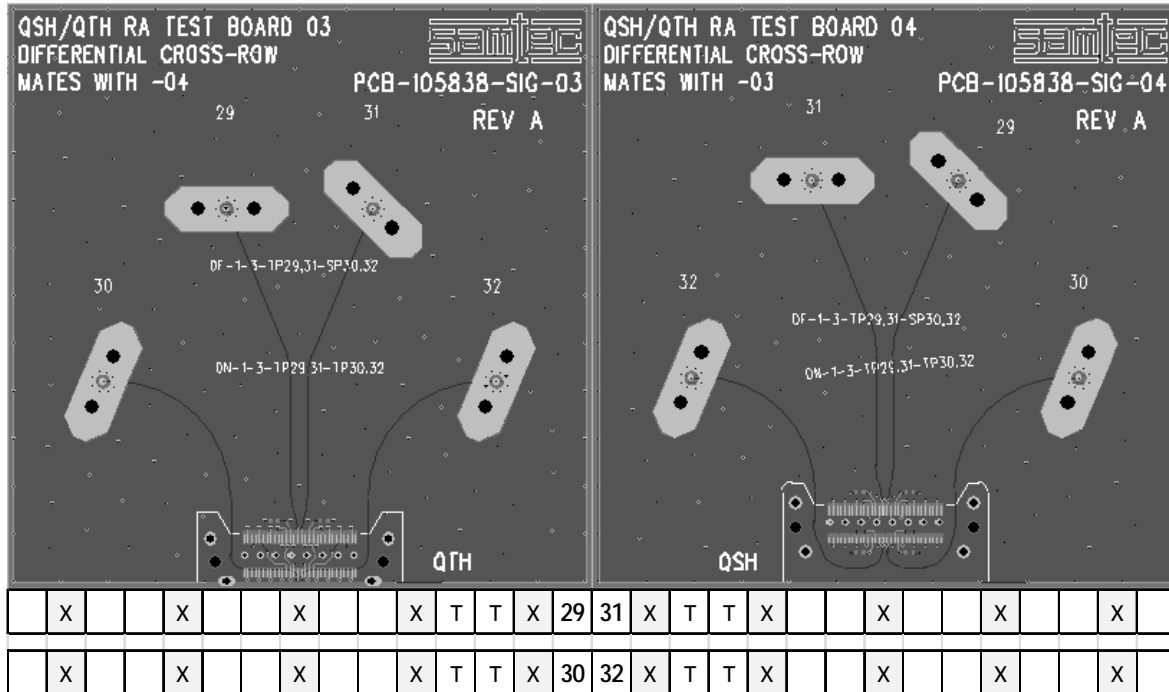 QSH/QTH RA TEST BOARD 03
samtec
DIFFERENTIAL CROSS-ROW
MATES WITH -04
PCB-105838-SIG-03
REV A
29
31
DF-1-3-TP29,31-SP30,32
30
32
DN-1-3-TP29,31-TP30,32
QTH
QSH/QTH RA TEST BOARD 04
samtec
DIFFERENTIAL CROSS-ROW
MATES WITH -03
PCB-105838-SIG-04
REV A
31
29
32
30
DF-1-3-TP29,31-SP30,32
DN-1-3-TP29,31-TP30,32
QSH
X X X X T T X 29 31 X T T X X X X
X X X X T T X 30 32 X T T X X X X